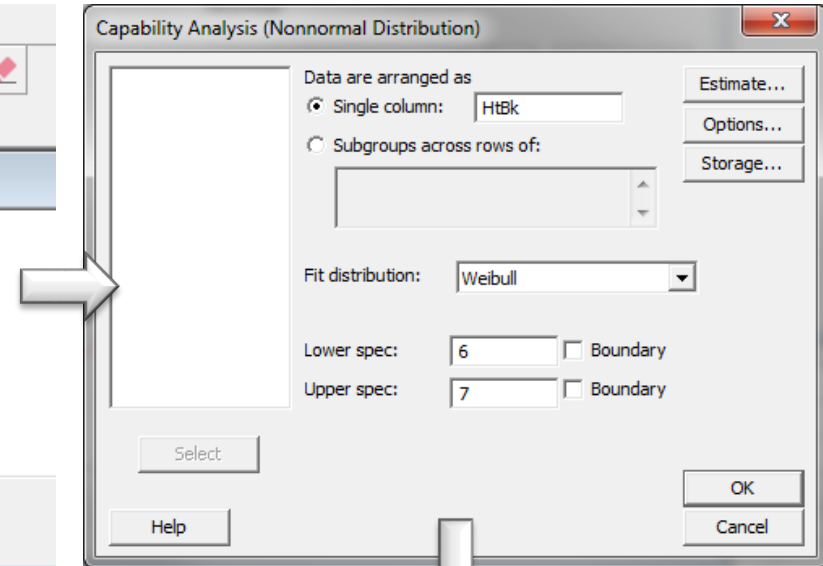 Capability Analysis (Nonnormal Distribution)
Data are arranged as
Single column: HtBk
Subgroups across rows of:
Estimate...
Options...
Storage...
Fit distribution: Weibull
Lower spec: 6 Boundary
Upper spec: 7 Boundary
Select
Help
OK
Cancel